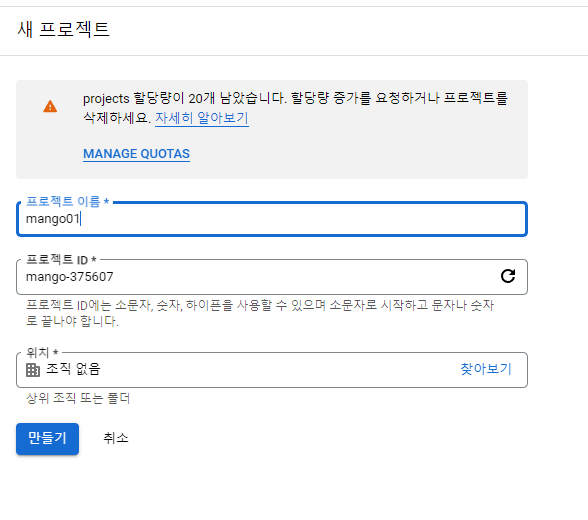 새 프로젝트
projects 할당량이 20개 남았습니다. 할당량 증가를 요청하거나 프로젝트를
삭제하세요. 자세히 알아보기
MANAGE QUOTAS
프로젝트 이름 *
mango01
프로젝트 ID *
mango-375607
프로젝트 ID에는 소문자, 숫자, 하이픈을 사용할 수 있으며 소문자로 시작하고 문자나 숫자
로 끝나야 합니다.
위치 *
조직 없음 찾아보기
상위 조직 또는 폴더
만들기 취소